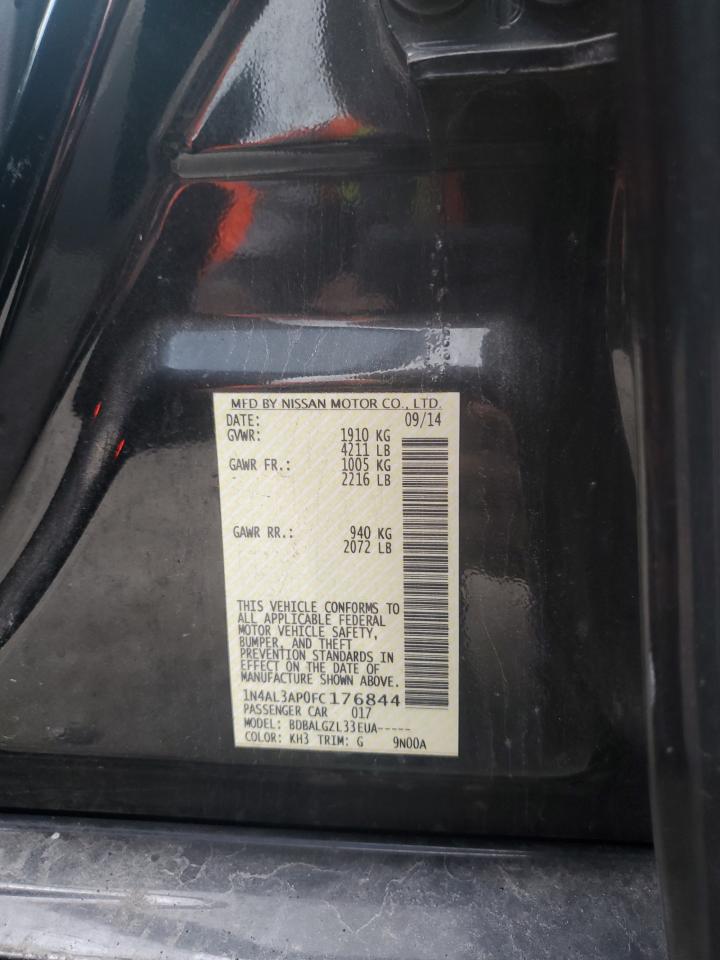 MFD BY NISSAN MOTOR CO., LTD.
DATE: 09/14
GVWR: 1910 KG
4211 LB
GAWR FR.: 1005 KG
2216 LB
GAWR RR.: 940 KG
2072 LB
THIS VEHICLE CONFORMS TO
ALL APPLICABLE FEDERAL
MOTOR VEHICLE SAFETY,
BUMPER, AND THEFT
PREVENTION STANDARDS IN
EFFECT ON THE DATE OF
MANUFACTURE SHOWN ABOVE.
1N4AL3AP0FC176844
PASSENGER CAR 017
MODEL: BDBALGZL33EUA-----
COLOR: KH3 TRIM: G 9N00A